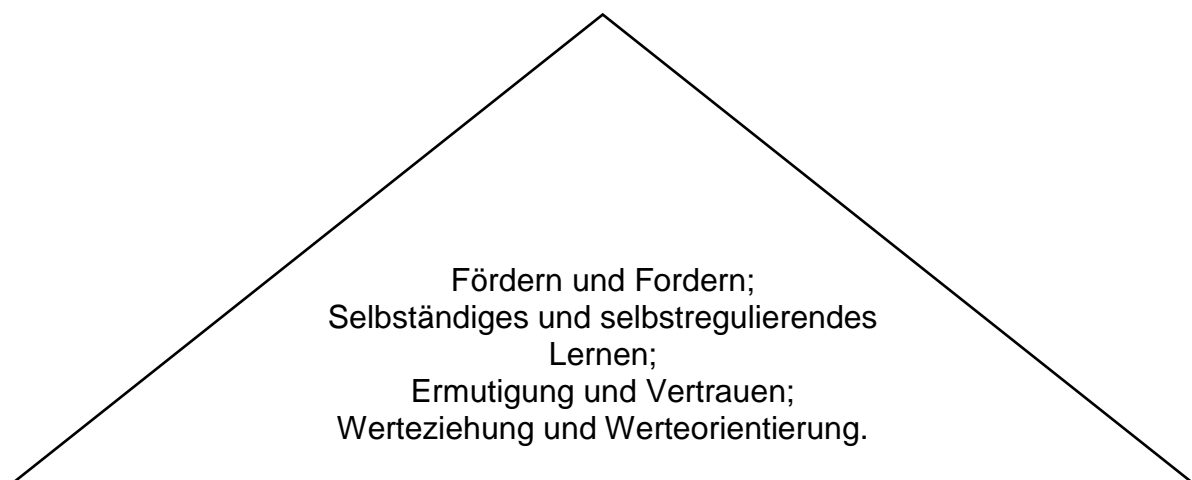 Fördern und Fordern;
Selbständiges und selbstregulierendes
Lernen;
Ermutigung und Vertrauen;
Werteziehung und Werteorientierung.